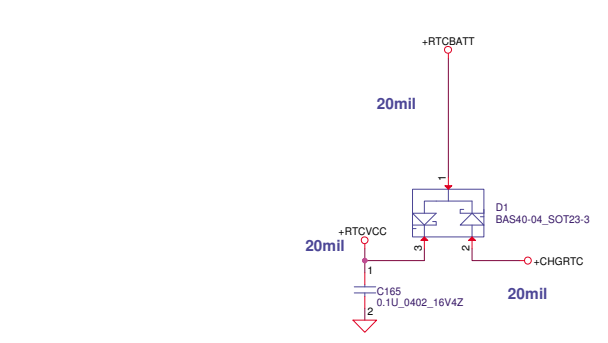 +RTCBATT
20mil
1
D1
BAS40-04_SOT23-3
+RTCVCC
20mil
3
2
+CHGRTC
1
20mil
C165
0.1U_0402_16V4Z
2